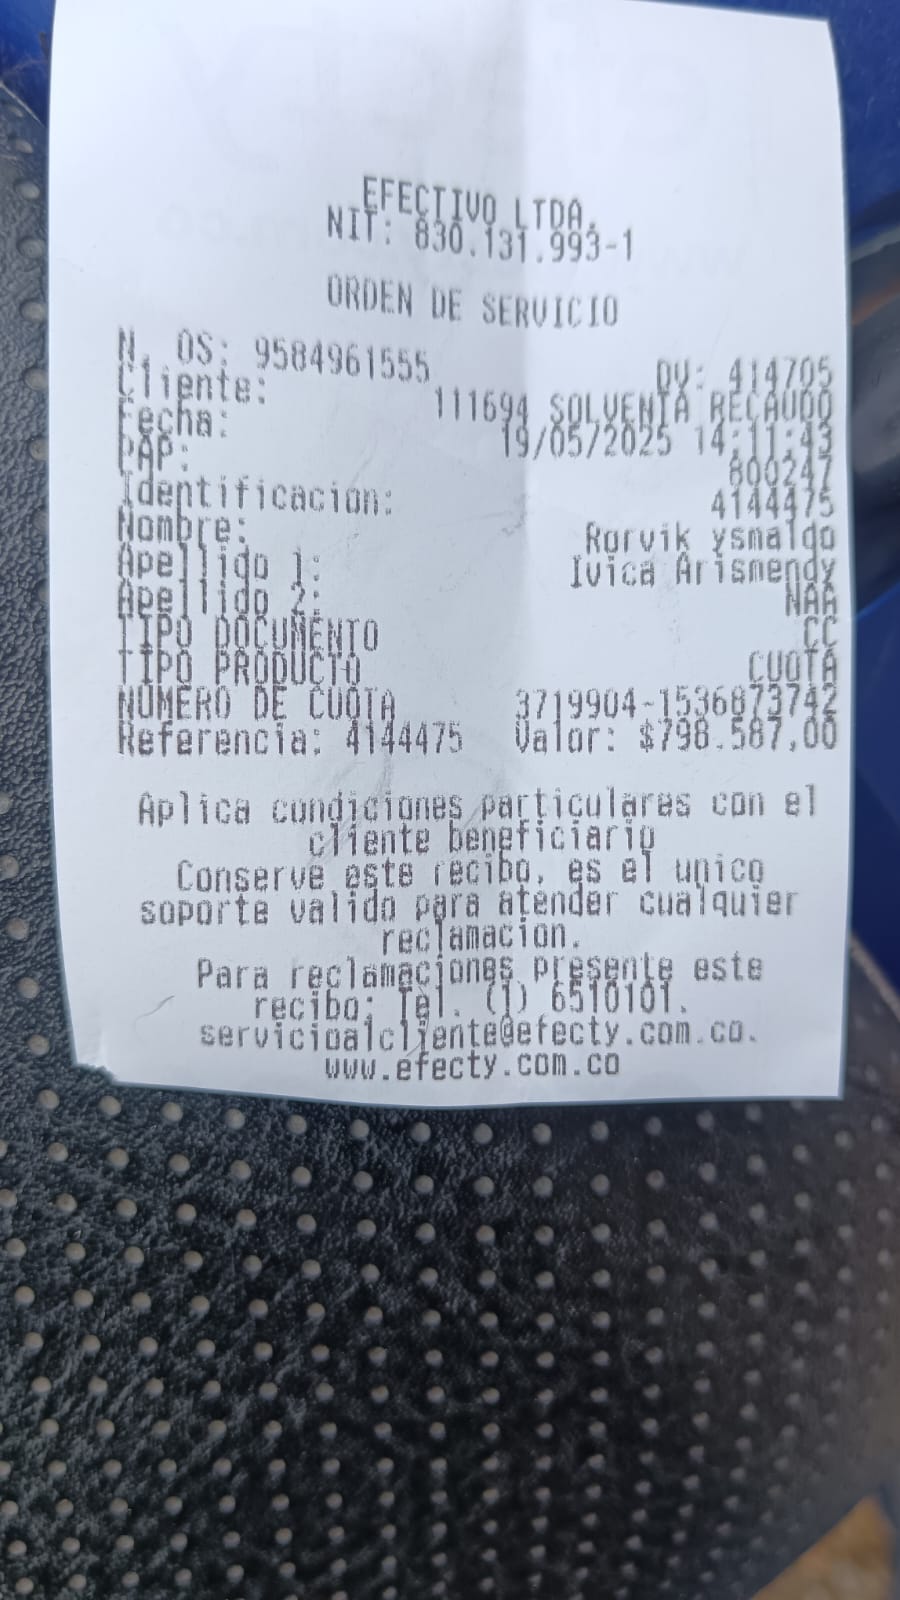 EFECTIVO LTDA.
NIT: 830.131.993-1
ORDEN DE SERVICIO
N. OS: 9584961555 DV: 414705
Cliente: 111694 SOLVENTA RECAUDO
Fecha: 19/05/2025 14:11:43
PAP: 800247
Identificacion: 4144475
Nombre: Rorvik ysmaldo
Apellido 1: Ivica Arismendy
Apellido 2: NAA
TIPO DOCUMENTO CC
TIPO PRODUCTO CUOTA
NUMERO DE CUOTA 3719904-1536873742
Referencia: 4144475 Valor: $798.587,00
Aplica condiciones particulares con el
cliente beneficiario
Conserve este recibo, es el unico
soporte valido para atender cualquier
reclamacion.
Para reclamaciones presente este
recibo: Tel. (1) 6510101.
servicioalcliente@efecty.com.co.
www.efecty.com.co